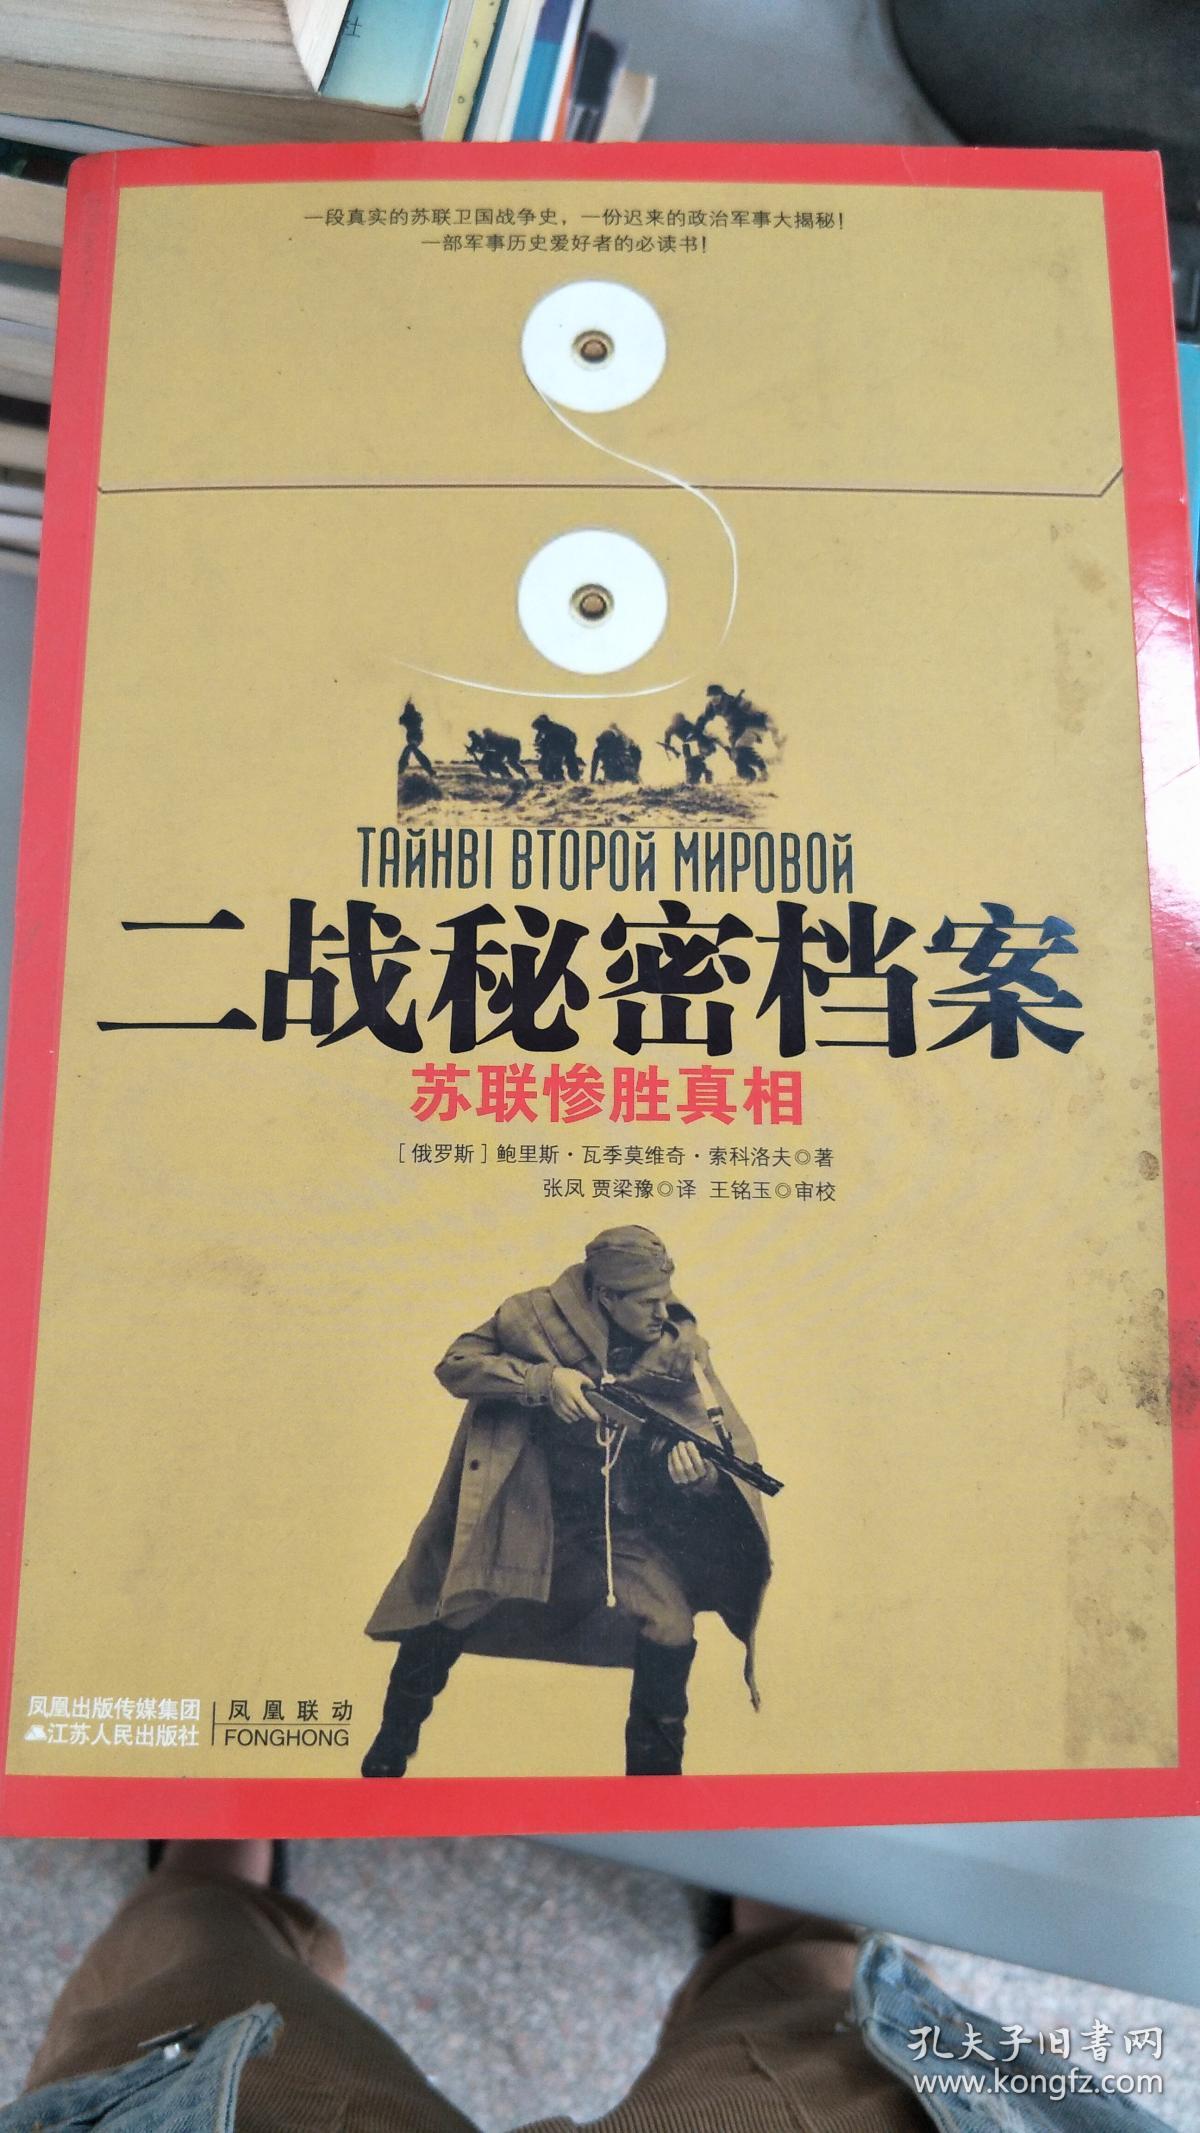 社
一段真实的苏联卫国战争史，一份迟来的政治军事大揭秘！
一部军事历史爱好者的必读书！
ТАЙНВІ ВТОРОЙ МИРОВОЙ
二战秘密档案
苏联惨胜真相
［俄罗斯］鲍里斯·瓦季莫维奇·索科洛夫◎著
张凤 贾梁豫◎译 王铭玉◎审校
凤凰出版传媒集团
江苏人民出版社
凤凰联动
FONGHONG
孔夫子旧書网
www.kongfz.com